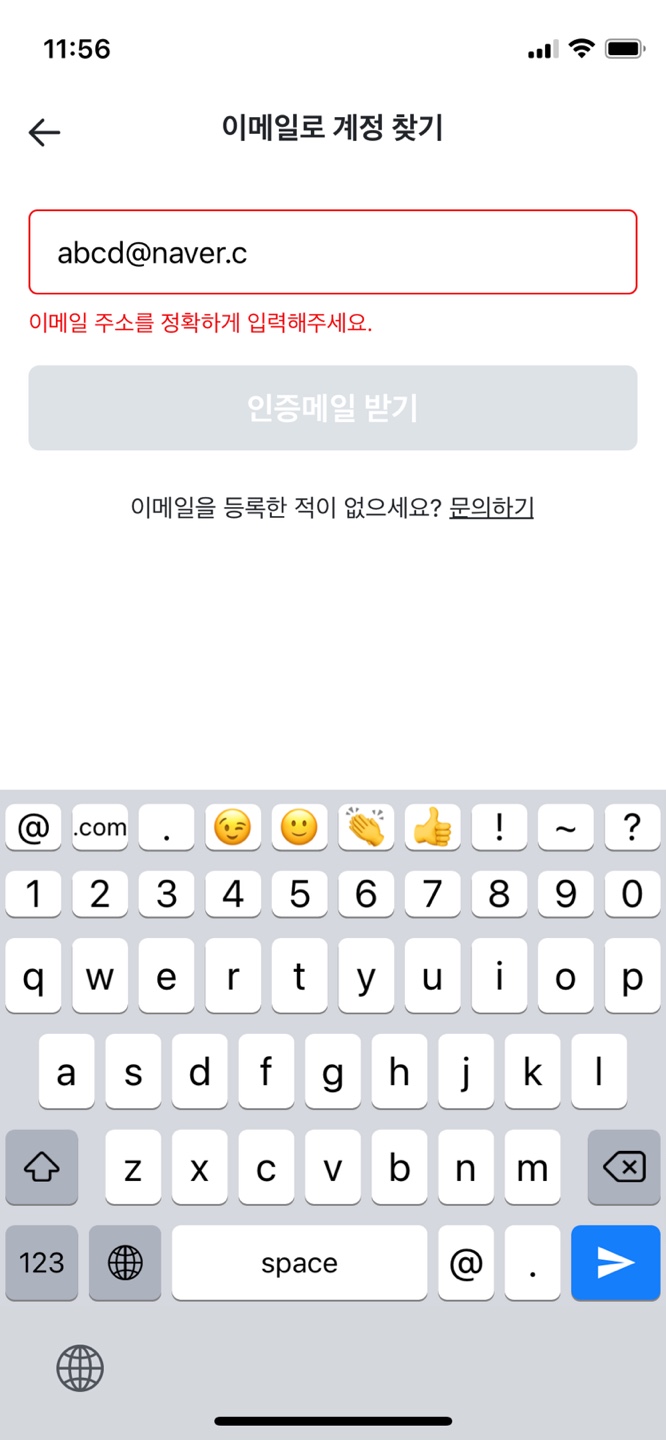 11:56
이메일로 계정 찾기
abcd@naver.c
이메일 주소를 정확하게 입력해주세요.
인증메일 받기
이메일을 등록한 적이 없으세요? 문의하기
@ .com . 😉 🙂 👏 👍 ! ~ ?
1 2 3 4 5 6 7 8 9 0
q w e r t y u i o p
a s d f g h j k l
z x c v b n m
123 space @ .